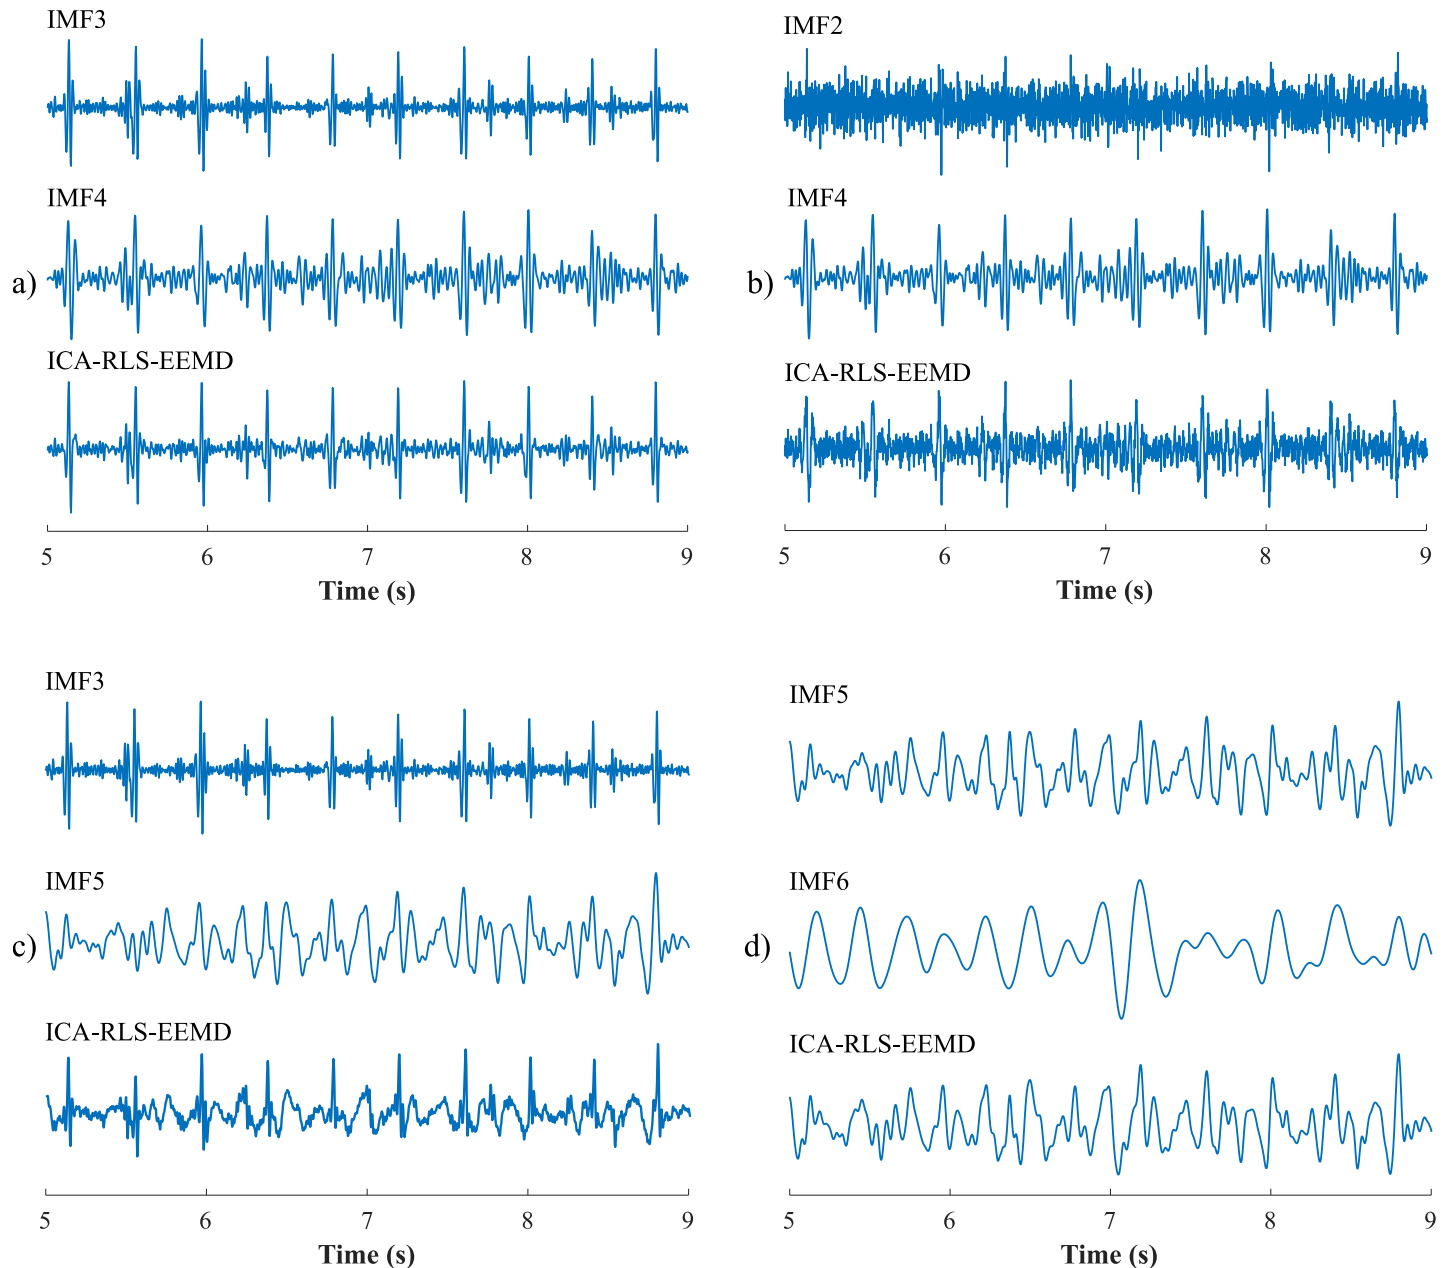 IMF3
IMF4
a)
ICA-RLS-EEMD
5 6 7 8 9
Time (s)
IMF2
IMF4
b)
ICA-RLS-EEMD
5 6 7 8 9
Time (s)
IMF3
IMF5
c)
ICA-RLS-EEMD
5 6 7 8 9
Time (s)
IMF5
IMF6
d)
ICA-RLS-EEMD
5 6 7 8 9
Time (s)